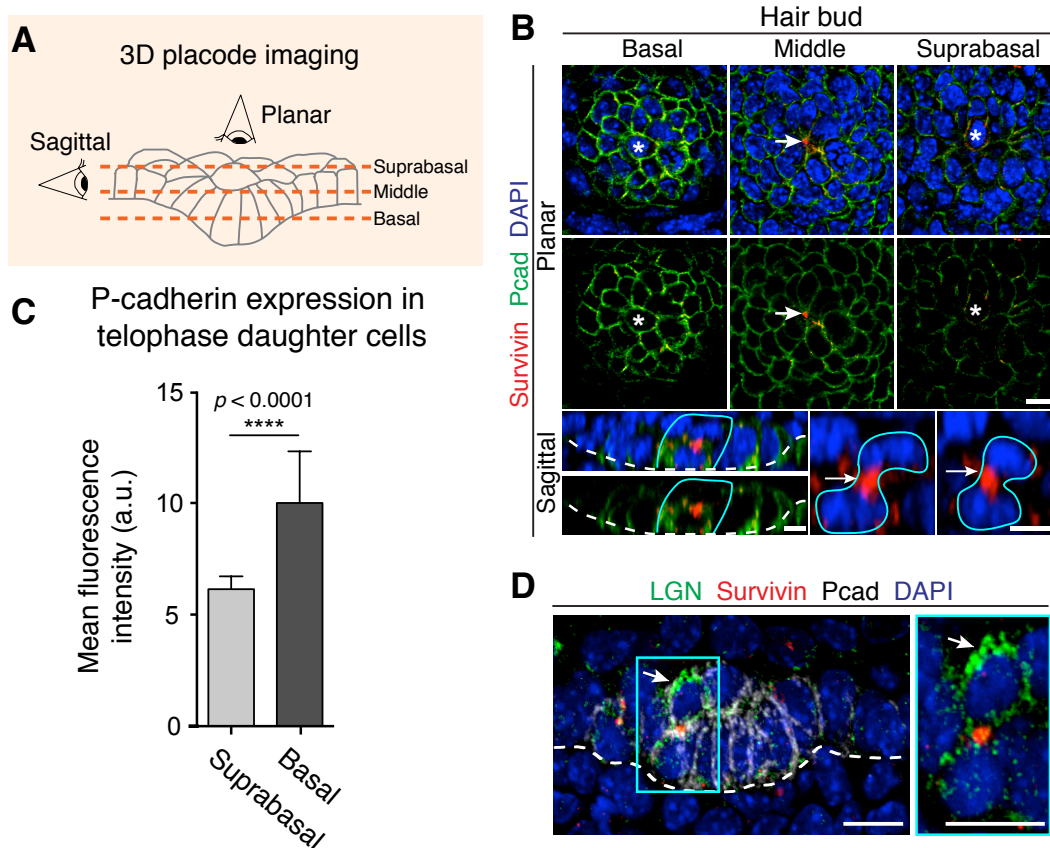 A
3D placode imaging
Sagittal
Planar
Suprabasal
Middle
Basal
B
Hair bud
Basal
Middle
Suprabasal
Survivin Pcad DAPI
Planar
Sagittal
*
*
*
*
C
P-cadherin expression in
telophase daughter cells
Mean fluorescence
intensity (a.u.)
15
10
5
0
p < 0.0001
****
Suprabasal
Basal
D
LGN Survivin Pcad DAPI